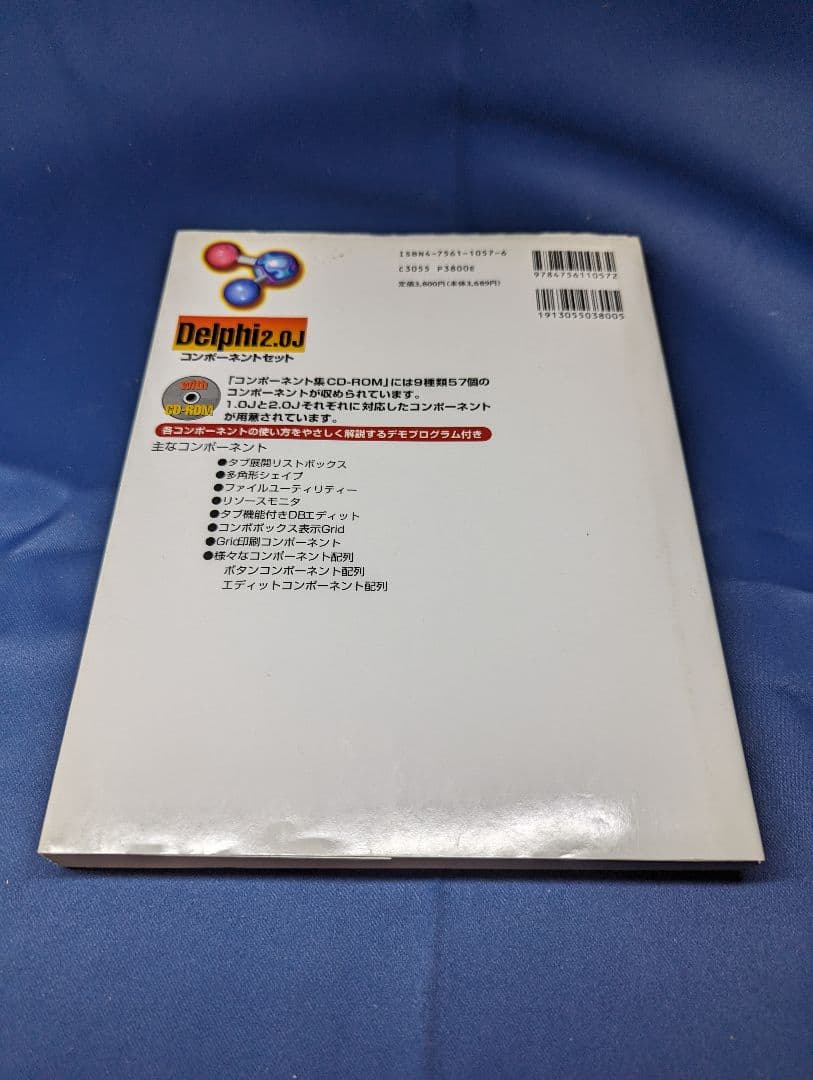 ISBN4-7561-1057-6
C3055 P3800E
定価3,800円(本体3,689円)
9784756110572
1913055038005
Delphi2.0J
コンポーネントセット
with
CD-ROM
「コンポーネント集CD-ROM」には9種類57個の
コンポーネントが収められています。
1.0Jと2.0Jそれぞれに対応したコンポーネント
が用意されています。
各コンポーネントの使い方をやさしく解説するデモプログラム付き
主なコンポーネント
●タブ展開リストボックス
●多角形シェイプ
●ファイルユーティリティー
●リソースモニタ
●タブ機能付きDBエディット
●コンボボックス表示Grid
●Grid印刷コンポーネント
●様々なコンポーネント配列
ボタンコンポーネント配列
エディットコンポーネント配列